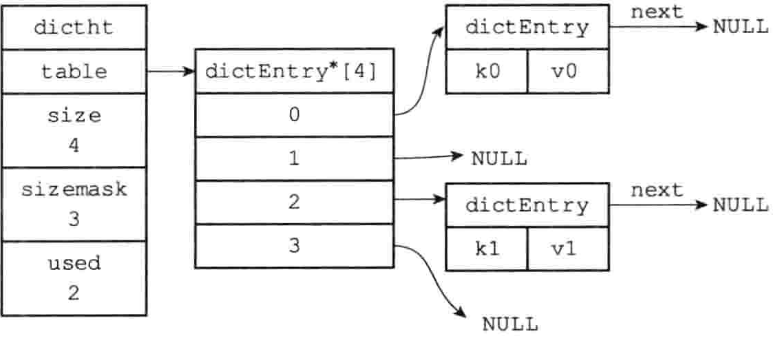 dictht
table
size
4
sizemask
3
used
2
dictEntry*[4]
0
1
2
3
dictEntry
k0 v0
next
NULL
NULL
dictEntry
k1 v1
next
NULL
NULL